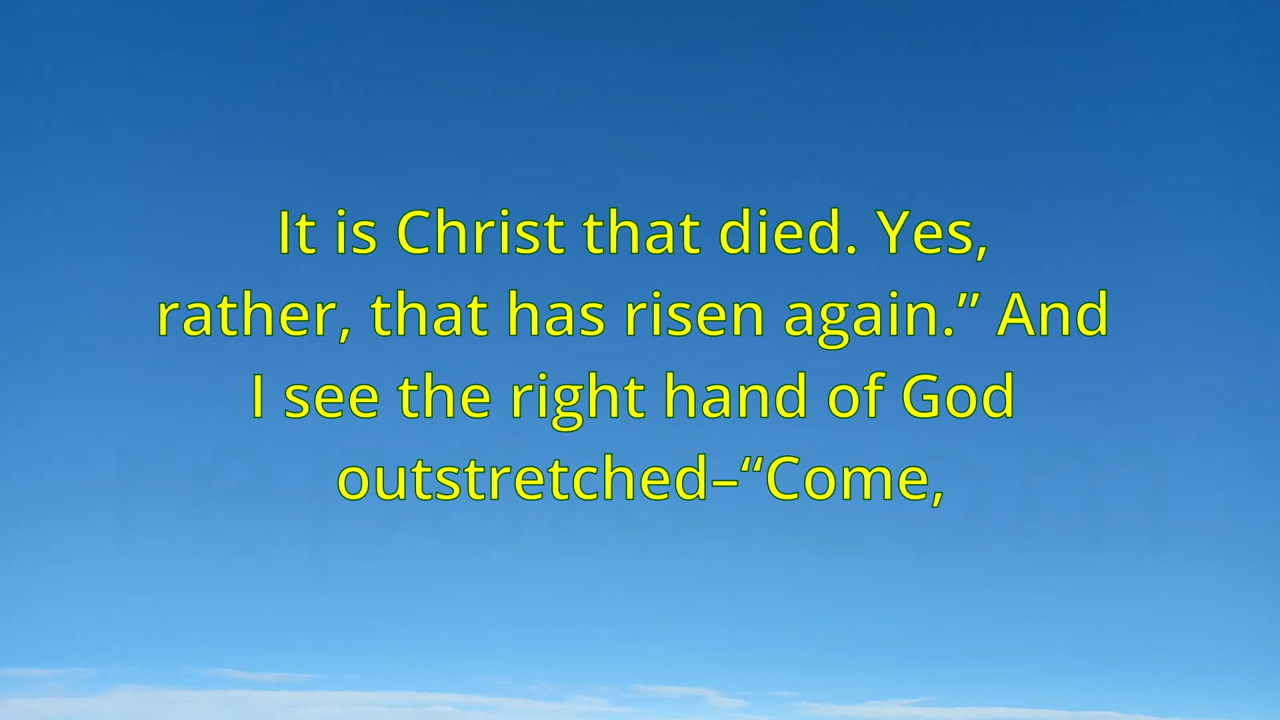 It is Christ that died. Yes,
rather, that has risen again.” And
I see the right hand of God
outstretched–“Come,